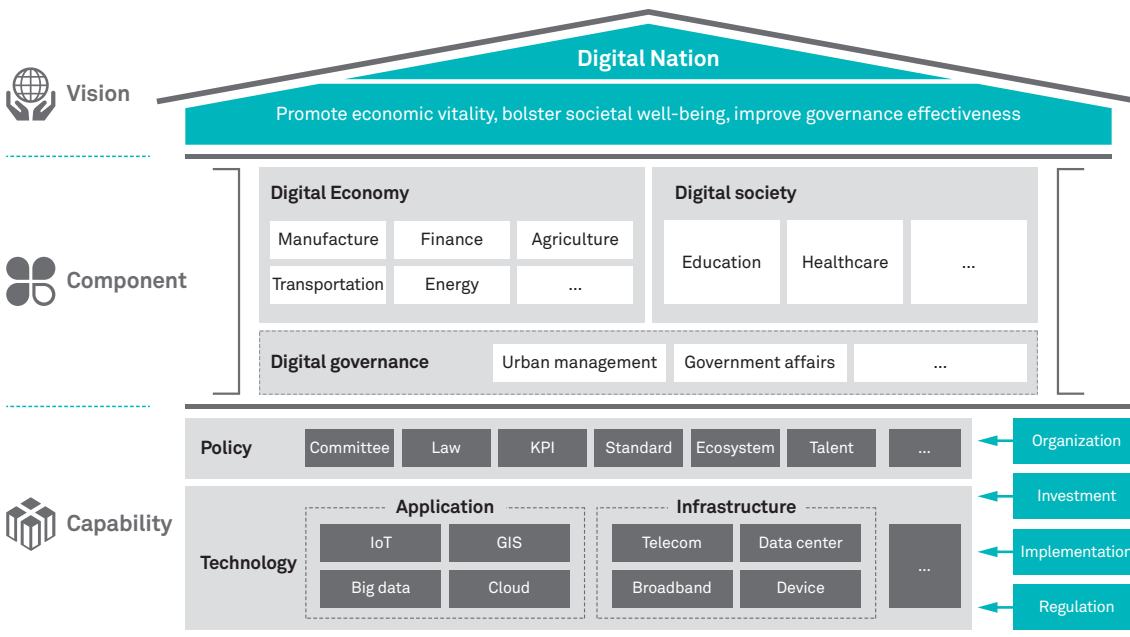 Digital Nation
Vision
Promote economic vitality, bolster societal well-being, improve governance effectiveness
Component
Digital Economy
Manufacture
Finance
Agriculture
Transportation
Energy
...
Digital society
Education
Healthcare
...
Digital governance
Urban management
Government affairs
...
Capability
Policy
Committee
Law
KPI
Standard
Ecosystem
Talent
...
Technology
Application
IoT
GIS
Big data
Cloud
Infrastructure
Telecom
Data center
Broadband
Device
...
Organization
Investment
Implementation
Regulation